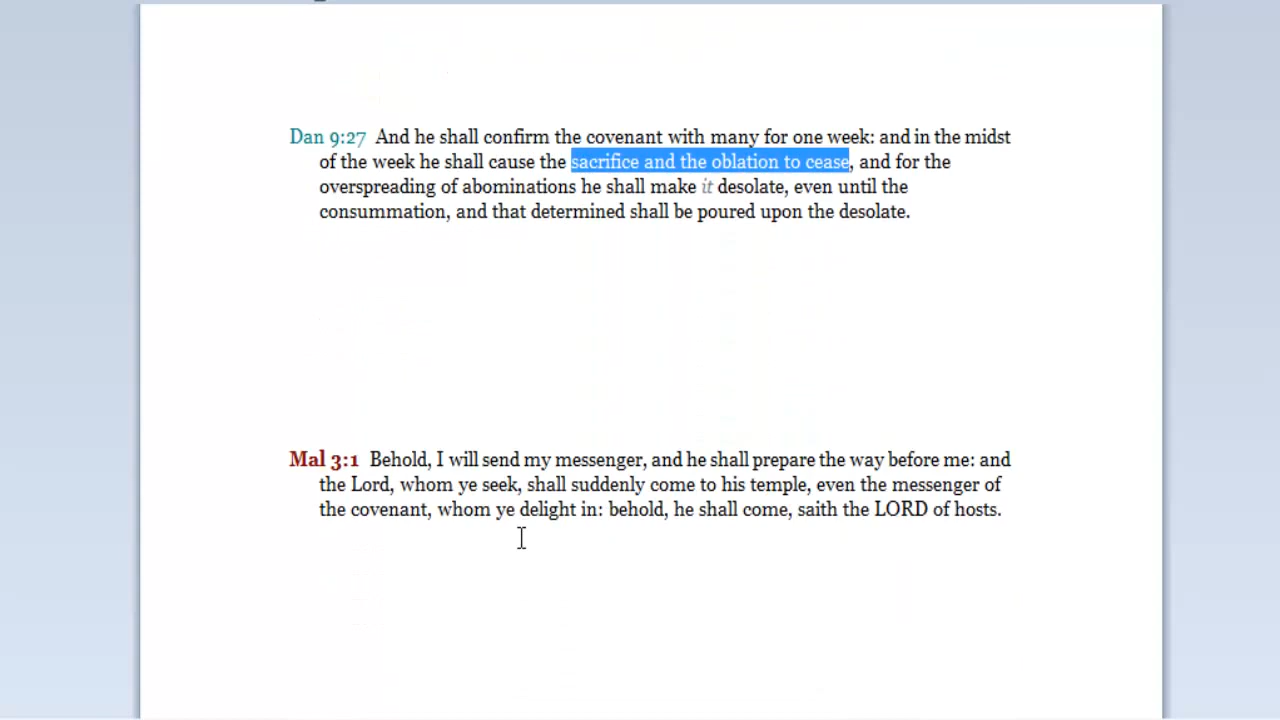 Dan 9:27 And he shall confirm the covenant with many for one week: and in the midst
of the week he shall cause the sacrifice and the oblation to cease, and for the
overspreading of abominations he shall make it desolate, even until the
consummation, and that determined shall be poured upon the desolate.
Mal 3:1 Behold, I will send my messenger, and he shall prepare the way before me: and
the Lord, whom ye seek, shall suddenly come to his temple, even the messenger of
the covenant, whom ye delight in: behold, he shall come, saith the LORD of hosts.